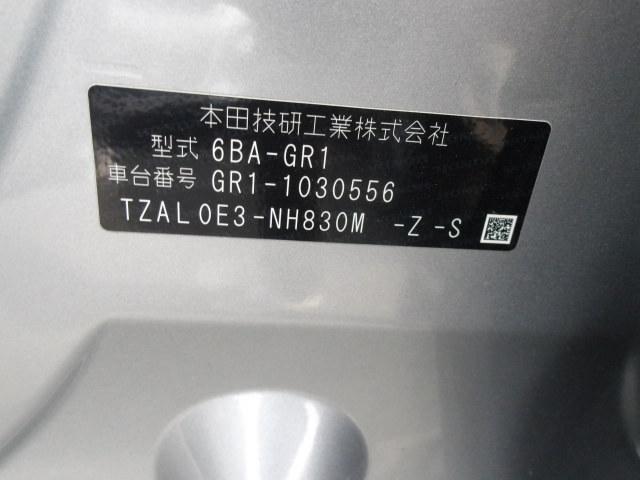 本田技研工業株式会社
型式 6BA-GR1
車台番号 GR1-1030556
TZAL0E3-NH830M -Z -S